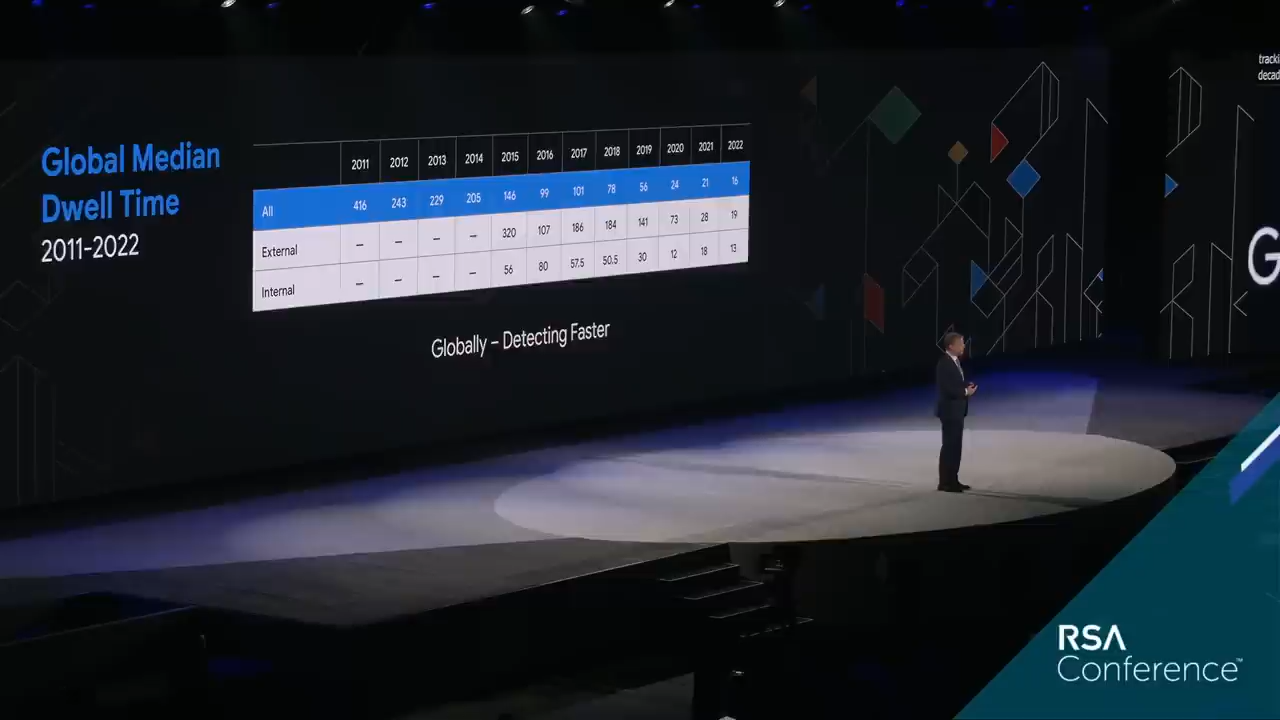 Global Median
Dwell Time
2011-2022
2011 2012 2013 2014 2015 2016 2017 2018 2019 2020 2021 2022
All 416 243 229 205 146 99 101 78 56 24 21 16
External – – – – 320 107 186 184 141 73 28 19
Internal – – – – 56 80 57.5 50.5 30 12 18 13
Globally – Detecting Faster
RSA
Conference™